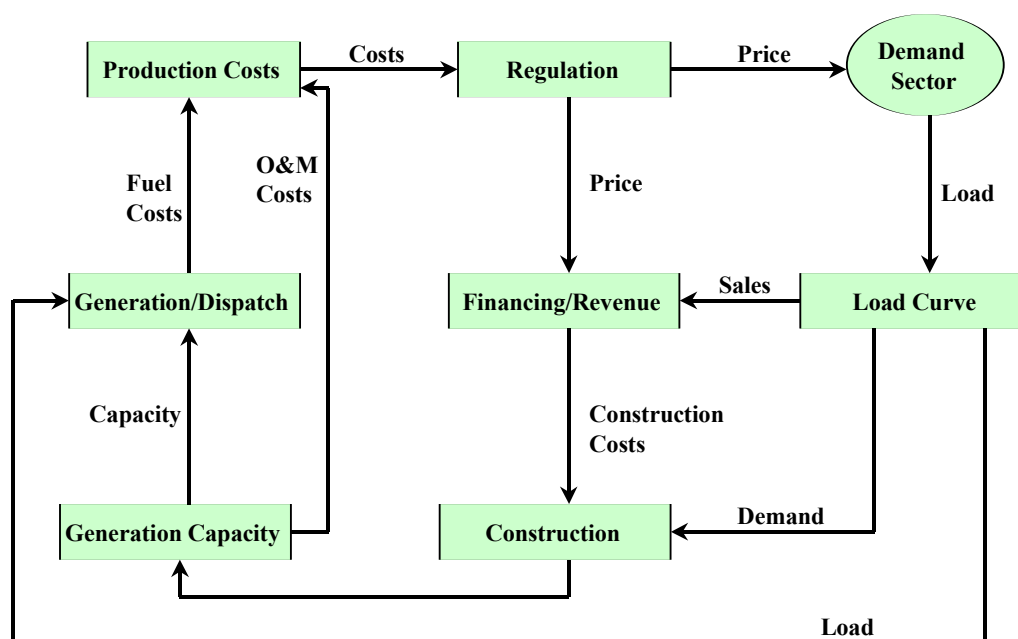 Costs
Price
Production Costs
Regulation
Demand
Sector
O&M
Costs
Fuel
Costs
Price
Load
Generation/Dispatch
Financing/Revenue
Sales
Load Curve
Capacity
Construction
Costs
Generation Capacity
Construction
Demand
Load